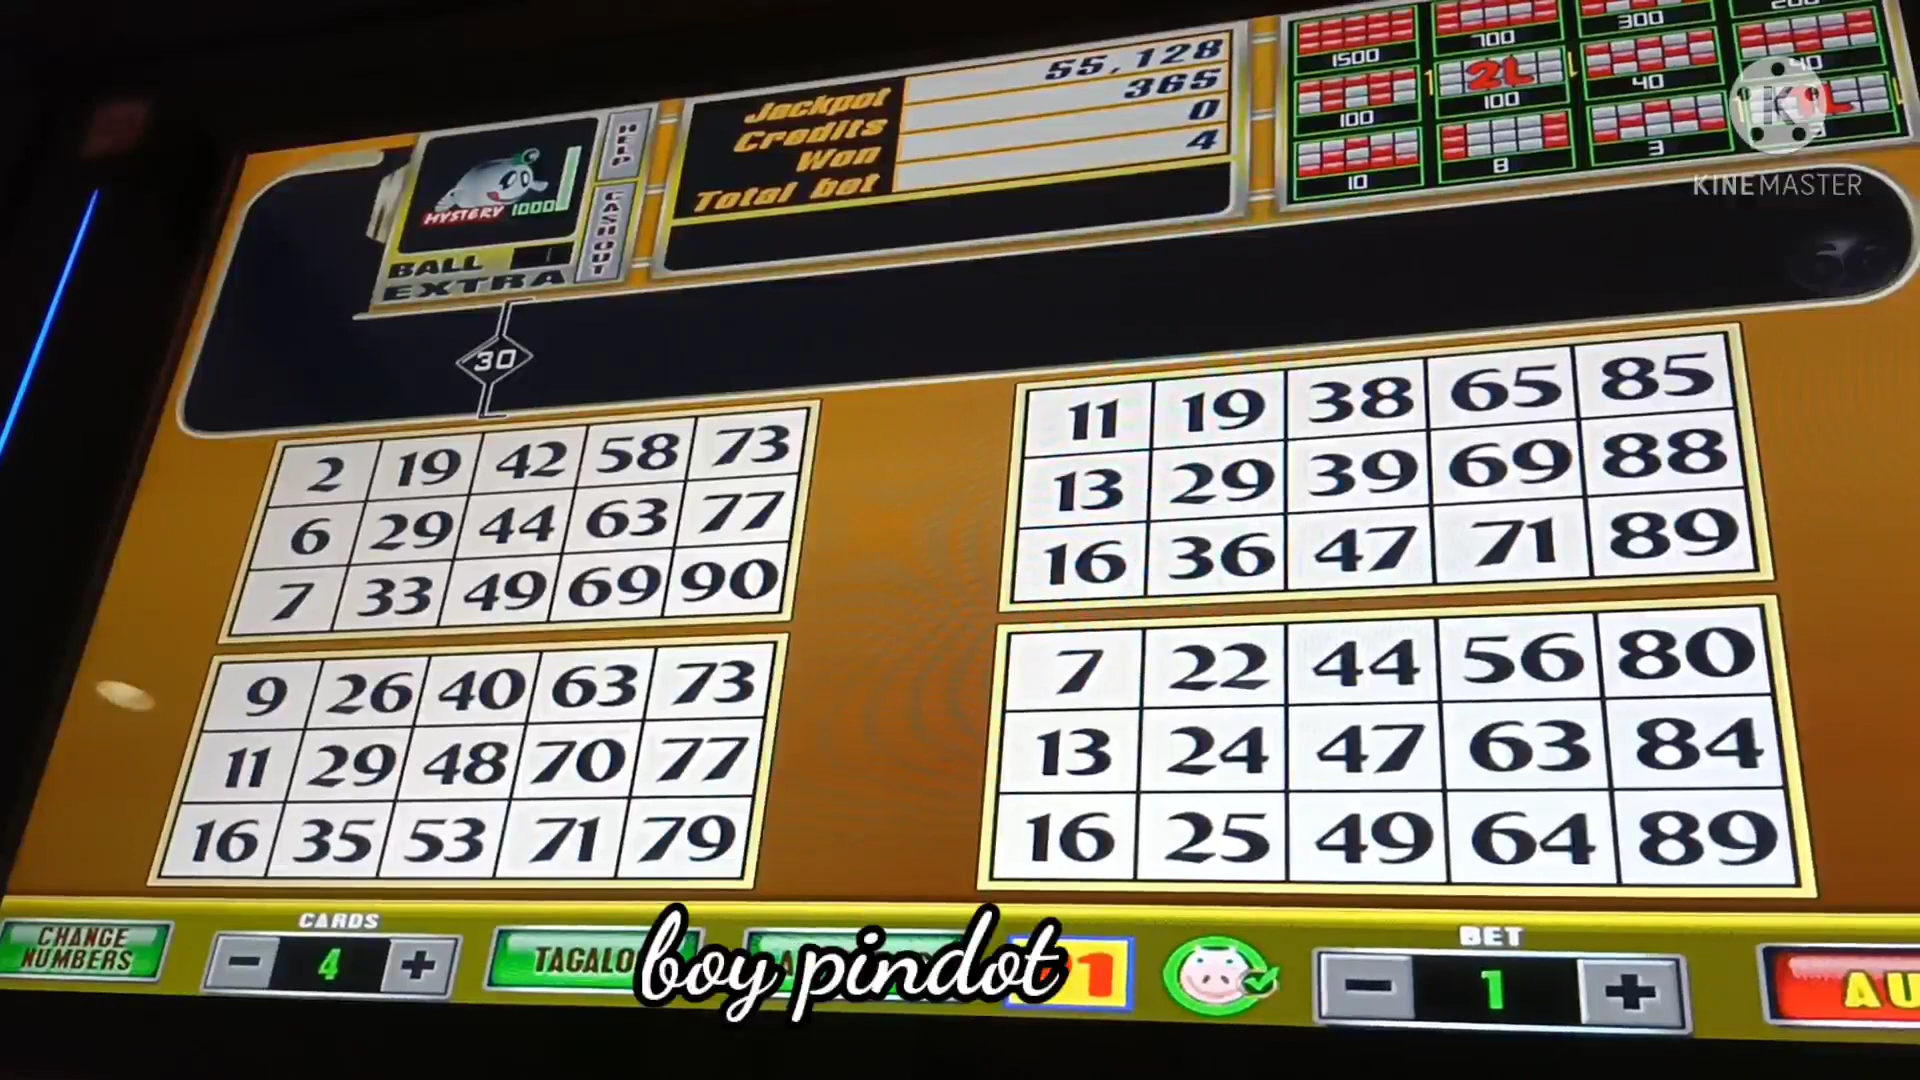 Jackpot 55,128
Credits 365
Won 0
Total bet 4
HELP
CASHOUT
MYSTERY 1000
BALL
EXTRA
30
1500 700 300 200
100 2L 100 40 40
10 8 3
KINEMASTER
2 19 42 58 73
6 29 44 63 77
7 33 49 69 90
11 19 38 65 85
13 29 39 69 88
16 36 47 71 89
9 26 40 63 73
11 29 48 70 77
16 35 53 71 79
7 22 44 56 80
13 24 47 63 84
16 25 49 64 89
CHANGE NUMBERS
CARDS
- 4 +
TAGALO
boy pindot
1
BET
- 1 +
AU